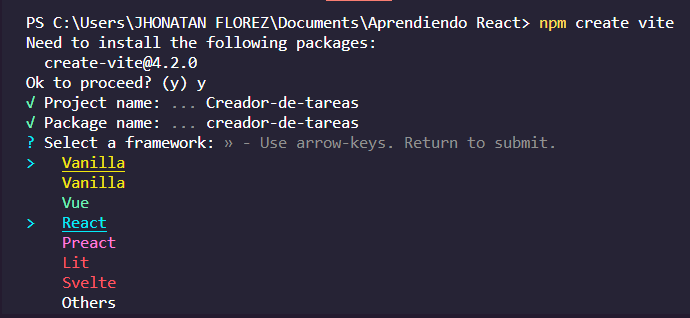 PS C:\Users\JHONATAN FLOREZ\Documents\Aprendiendo React> npm create vite
Need to install the following packages:
  create-vite@4.2.0
Ok to proceed? (y) y
√ Project name: ... Creador-de-tareas
√ Package name: ... creador-de-tareas
? Select a framework: » - Use arrow-keys. Return to submit.
>   Vanilla
    Vanilla
    Vue
>   React
    Preact
    Lit
    Svelte
    Others